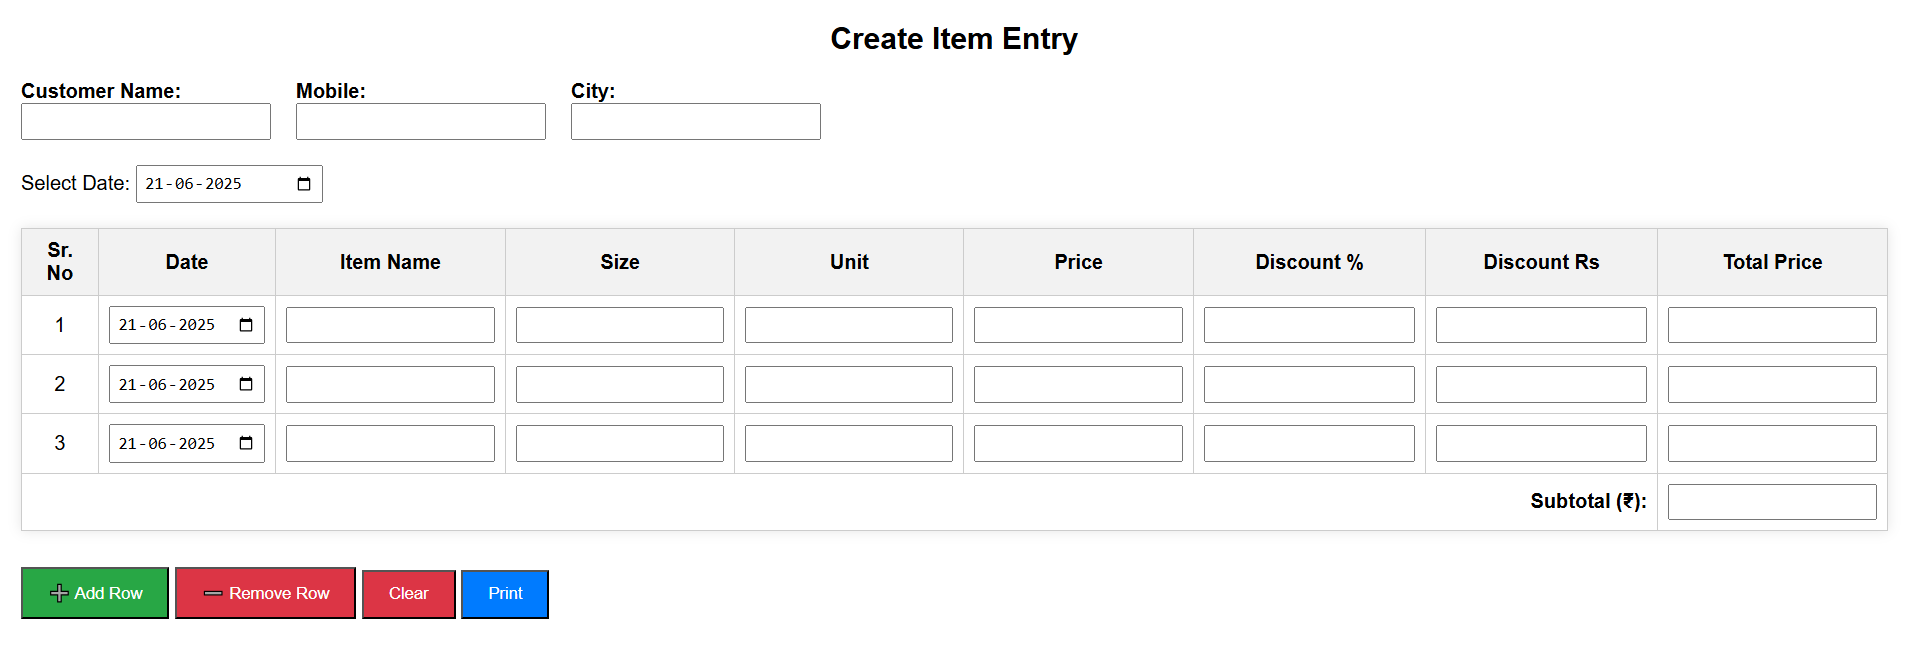 Create Item Entry
Customer Name: Mobile: City:
Select Date: 21-06-2025
Sr. No Date Item Name Size Unit Price Discount % Discount Rs Total Price
1 21-06-2025
2 21-06-2025
3 21-06-2025
Subtotal (₹):
Add Row Remove Row Clear Print